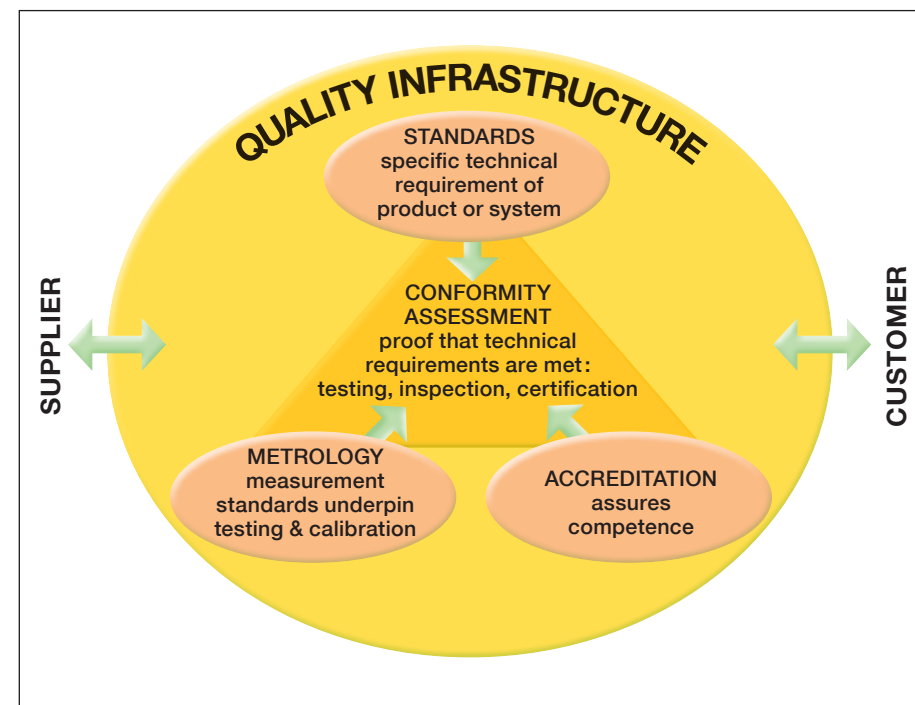 QUALITY INFRASTRUCTURE
STANDARDS
specific technical
requirement of
product or system
SUPPLIER
CONFORMITY
ASSESSMENT
proof that technical
requirements are met:
testing, inspection, certification
CUSTOMER
METROLOGY
measurement
standards underpin
testing & calibration
ACCREDITATION
assures
competence